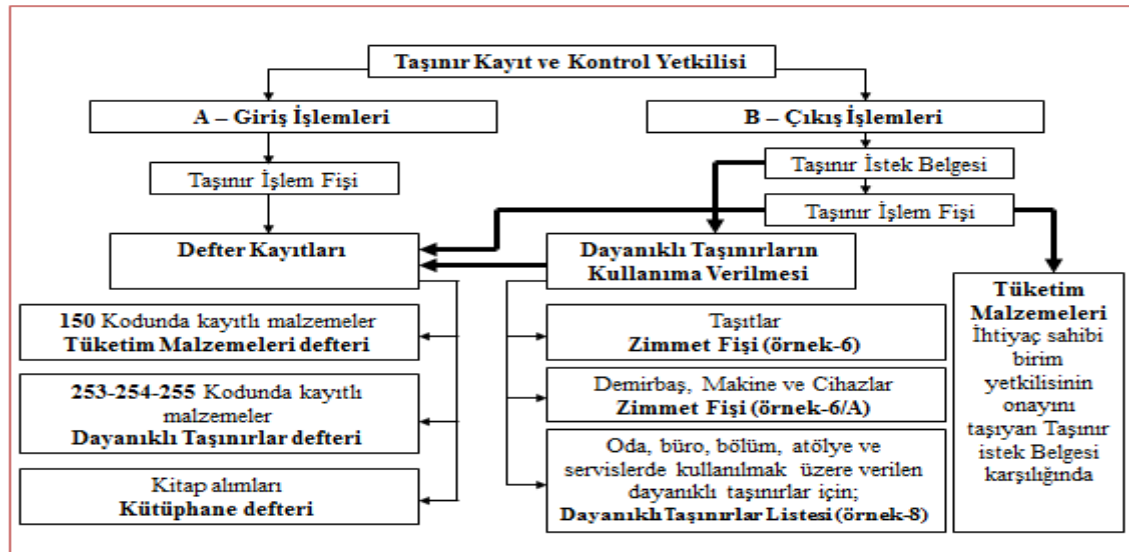 Taşınır Kayıt ve Kontrol Yetkilisi
A – Giriş İşlemleri
B – Çıkış İşlemleri
Taşınır İşlem Fişi
Taşınır İstek Belgesi
Taşınır İşlem Fişi
Defter Kayıtları
Dayanıklı Taşınırların
Kullanıma Verilmesi
150 Kodunda kayıtlı malzemeler
Tüketim Malzemeleri defteri
253-254-255 Kodunda kayıtlı
malzemeler
Dayanıklı Taşınırlar defteri
Kitap alımları
Kütüphane defteri
Taşıtlar
Zimmet Fişi (örnek-6)
Demirbaş, Makine ve Cihazlar
Zimmet Fişi (örnek-6/A)
Oda, büro, bölüm, atölye ve
servislerde kullanılmak üzere verilen
dayanıklı taşınırlar için;
Dayanıklı Taşınırlar Listesi (örnek-8)
Tüketim
Malzemeleri
İhtiyaç sahibi
birim
yetkilisinin
onayını
taşıyan Taşınır
istek Belgesi
karşılığında